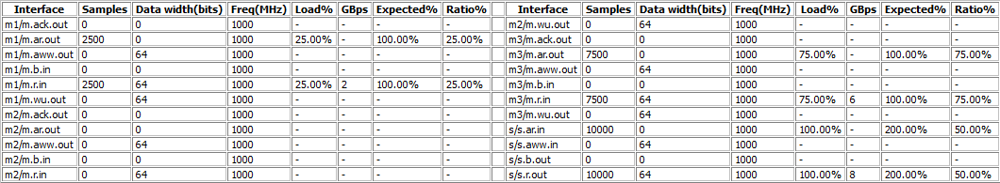 Interface Samples Data width(bits) Freq(MHz) Load% GBps Expected% Ratio% Interface Samples Data width(bits) Freq(MHz) Load% GBps Expected% Ratio%
m1/m.ack.out 0 0 1000 - - - - m2/m.wu.out 0 64 1000 - - - -
m1/m.ar.out 2500 0 1000 25.00% - 100.00% 25.00% m3/m.ack.out 0 0 1000 - - - -
m1/m.aww.out 0 64 1000 - - - - m3/m.ar.out 7500 0 1000 75.00% - 100.00% 75.00%
m1/m.b.in 0 0 1000 - - - - m3/m.aww.out 0 64 1000 - - - -
m1/m.r.in 2500 64 1000 25.00% 2 100.00% 25.00% m3/m.b.in 0 0 1000 - - - -
m1/m.wu.out 0 64 1000 - - - - m3/m.r.in 7500 64 1000 75.00% 6 100.00% 75.00%
m2/m.ack.out 0 0 1000 - - - - m3/m.wu.out 0 64 1000 - - - -
m2/m.ar.out 0 0 1000 - - - - s/s.ar.in 10000 0 1000 100.00% - 200.00% 50.00%
m2/m.aww.out 0 64 1000 - - - - s/s.aww.in 0 64 1000 - - - -
m2/m.b.in 0 0 1000 - - - - s/s.b.out 0 0 1000 - - - -
m2/m.r.in 0 64 1000 - - - - s/s.r.out 10000 64 1000 100.00% 8 200.00% 50.00%